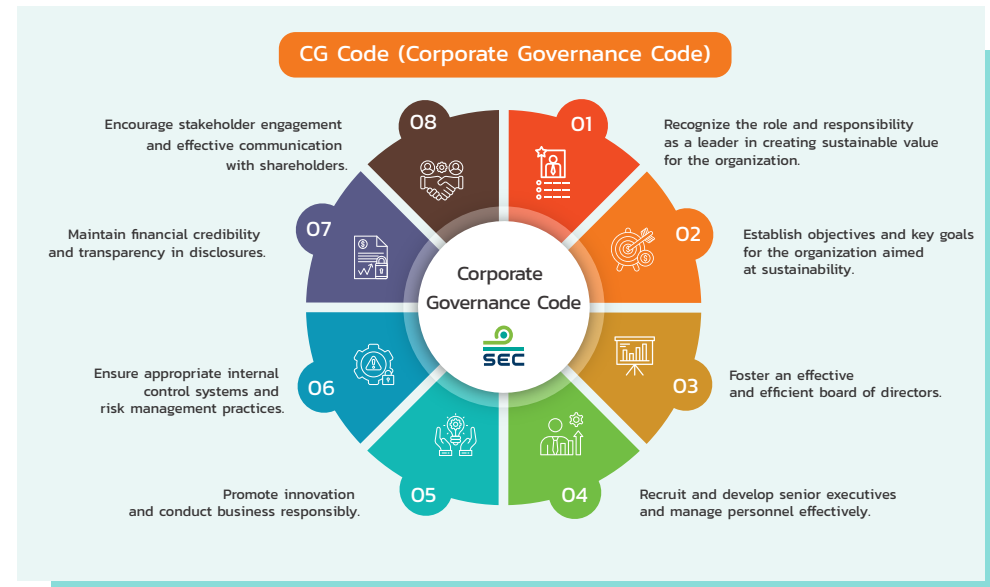 CG Code (Corporate Governance Code)
01
Recognize the role and responsibility
as a leader in creating sustainable value
for the organization.
02
Establish objectives and key goals
for the organization aimed
at sustainability.
03
Foster an effective
and efficient board of directors.
04
Recruit and develop senior executives
and manage personnel effectively.
05
Promote innovation
and conduct business responsibly.
06
Ensure appropriate internal
control systems and
risk management practices.
07
Maintain financial credibility
and transparency in disclosures.
08
Encourage stakeholder engagement
and effective communication
with shareholders.
Corporate
Governance Code
SEC